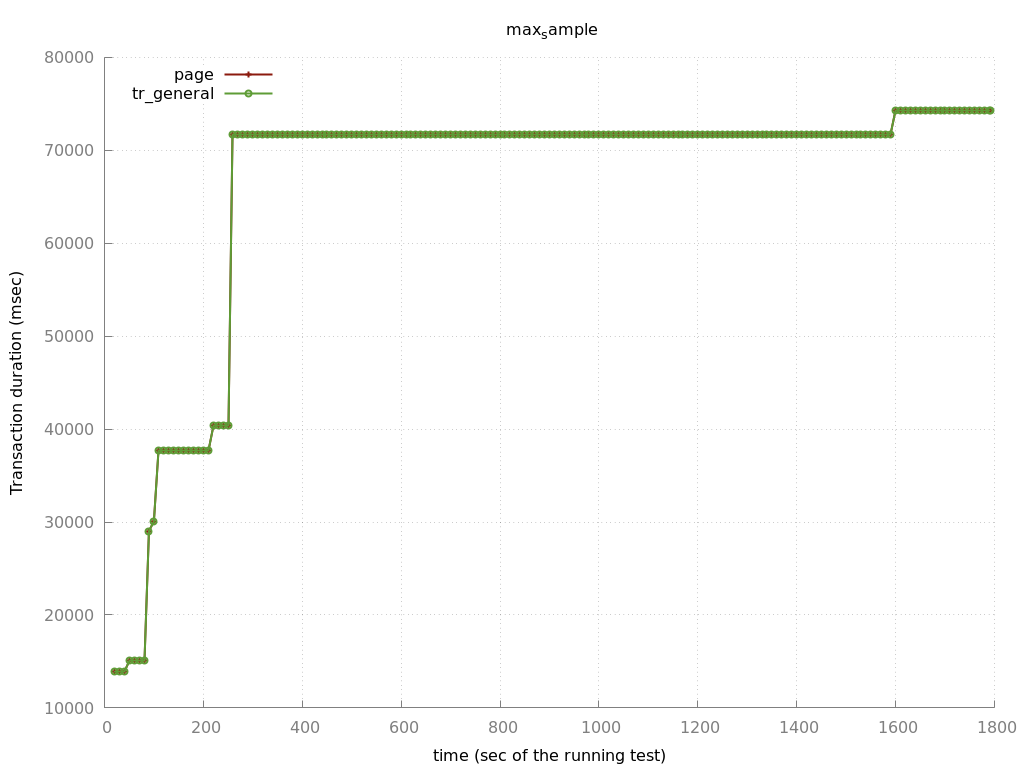 max_sample
80000
page
tr_general
70000
60000
50000
40000
30000
20000
10000
Transaction duration (msec)
0 200 400 600 800 1000 1200 1400 1600 1800
time (sec of the running test)